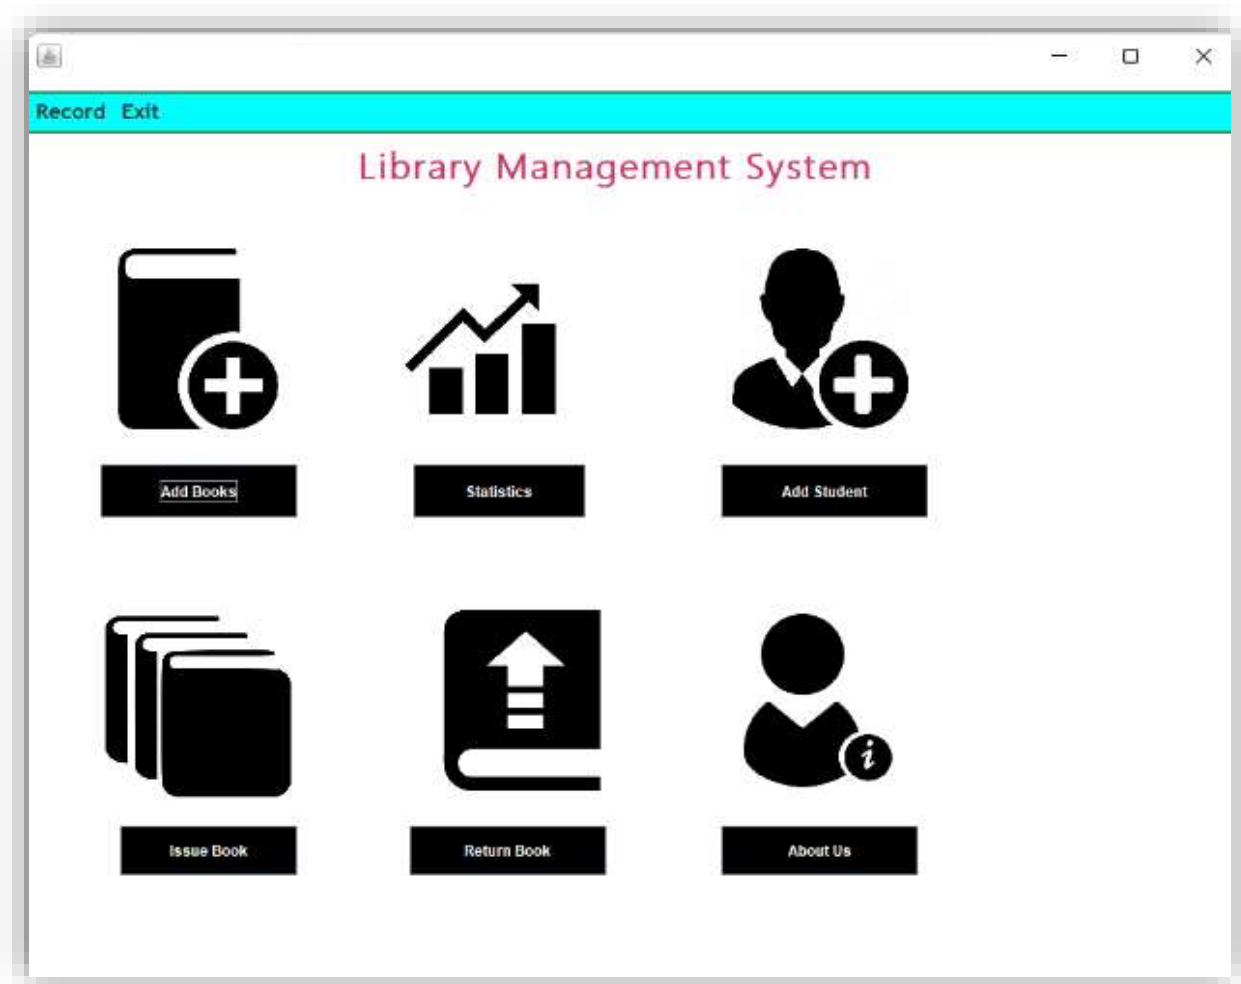 Record Exit
Library Management System
Add Books Statistics Add Student
Issue Book Return Book About Us